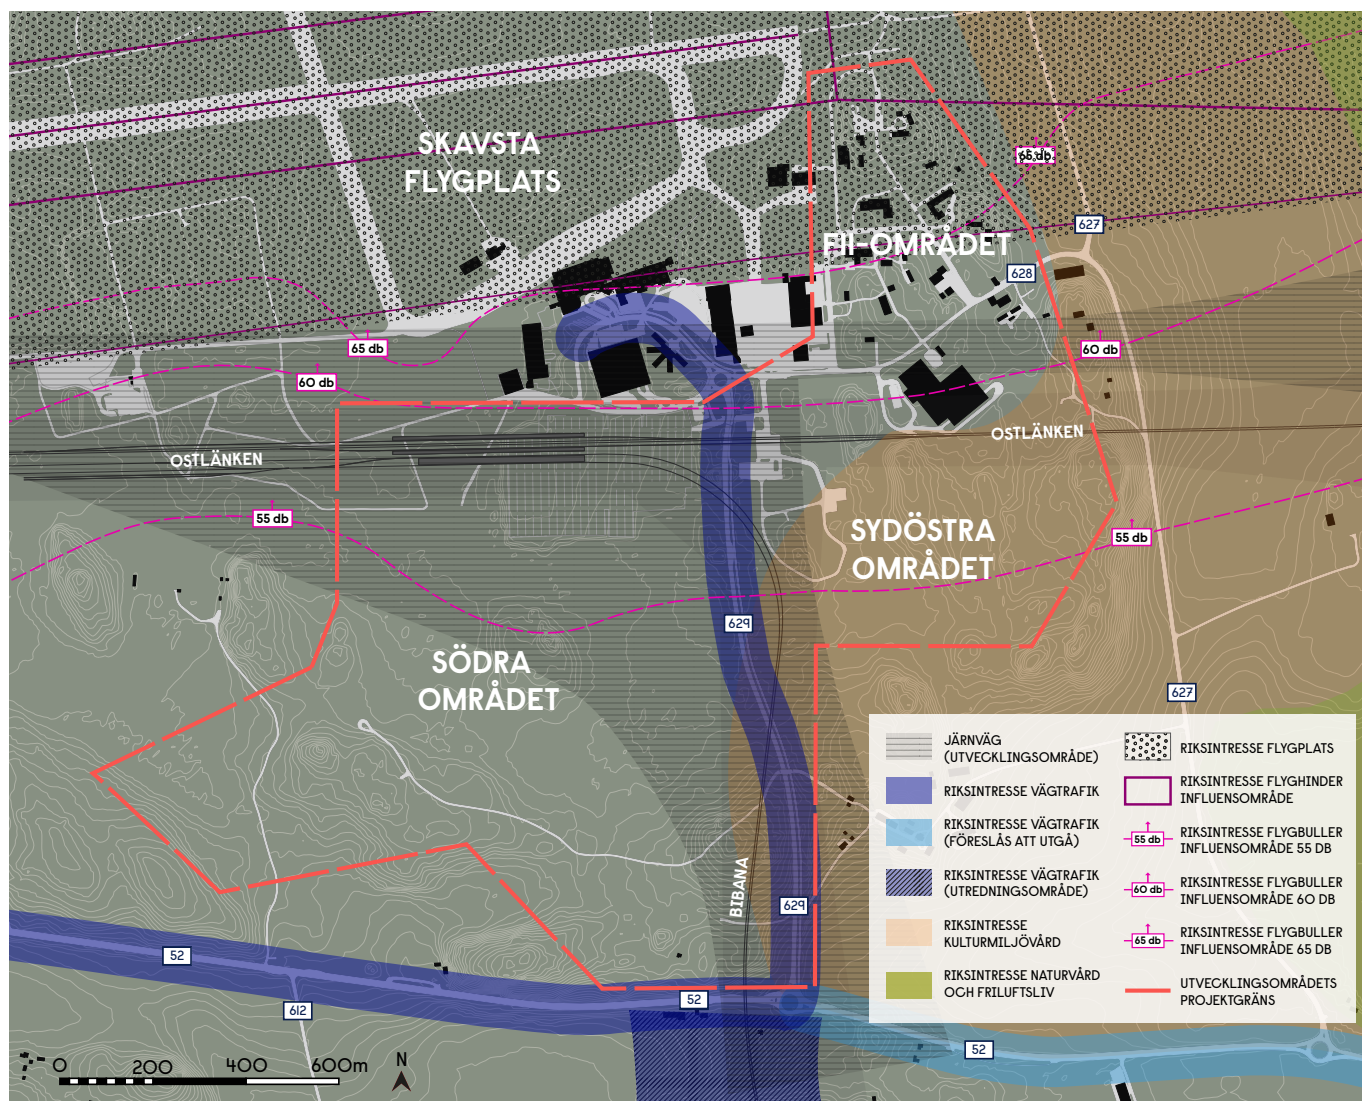 SKAVSTA
FLYGPLATS
65 db
627
F11-OMRÅDET
628
65 db
60 db
60 db
OSTLÄNKEN
OSTLÄNKEN
55 db
SYDÖSTRA
OMRÅDET
55 db
629
SÖDRA
OMRÅDET
627
BIBANA
629
52
52
612
52
0 200 400 600m
N
JÄRNVÄG
(UTVECKLINGSOMRÅDE)
RIKSINTRESSE VÄGTRAFIK
RIKSINTRESSE VÄGTRAFIK
(FÖRESLÅS ATT UTGÅ)
RIKSINTRESSE VÄGTRAFIK
(UTREDNINGSOMRÅDE)
RIKSINTRESSE
KULTURMILJÖVÅRD
RIKSINTRESSE NATURVÅRD
OCH FRILUFTSLIV
RIKSINTRESSE FLYGPLATS
RIKSINTRESSE FLYGHINDER
INFLUENSOMRÅDE
55 db
RIKSINTRESSE FLYGBULLER
INFLUENSOMRÅDE 55 DB
60 db
RIKSINTRESSE FLYGBULLER
INFLUENSOMRÅDE 60 DB
65 db
RIKSINTRESSE FLYGBULLER
INFLUENSOMRÅDE 65 DB
UTVECKLINGSOMRÅDETS
PROJEKTGRÄNS